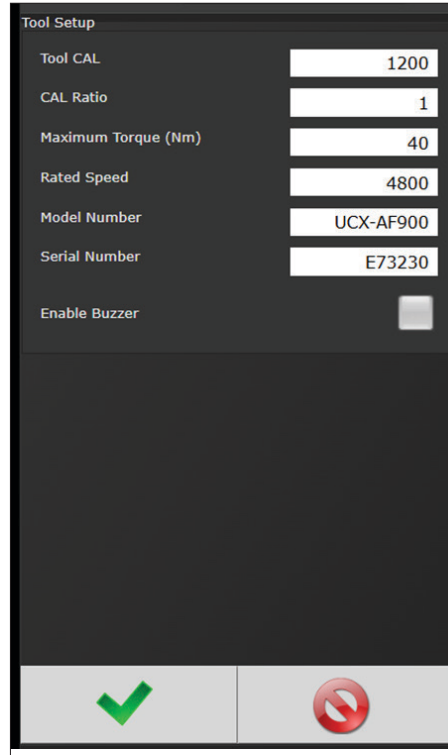 Tool Setup
Tool CAL 1200
CAL Ratio 1
Maximum Torque (Nm) 40
Rated Speed 4800
Model Number UCX-AF900
Serial Number E73230
Enable Buzzer